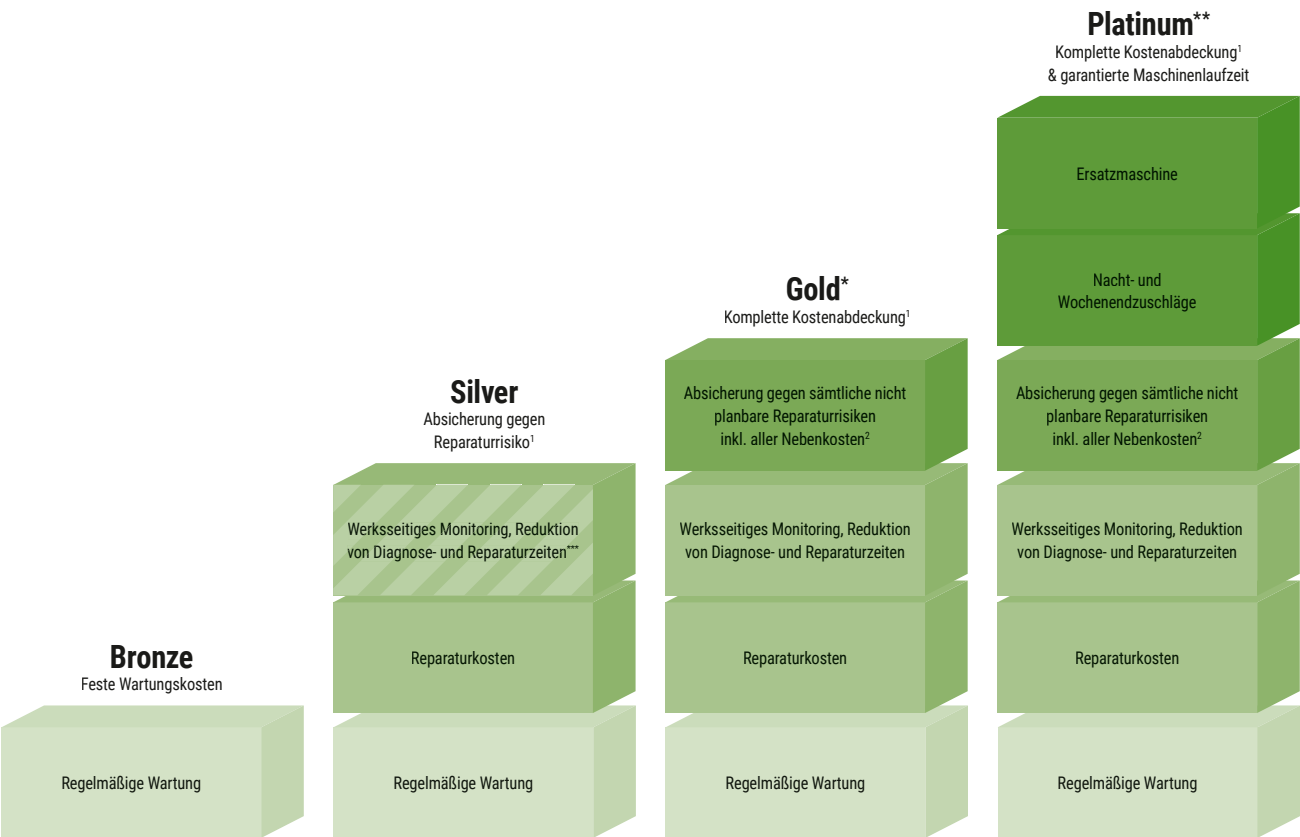 Platinum**
Komplette Kostenabdeckung¹
& garantierte Maschinenlaufzeit
Ersatzmaschine
Nacht- und
Wochenendzuschläge
Absicherung gegen sämtliche nicht
planbare Reparaturrisiken
inkl. aller Nebenkosten²
Werksseitiges Monitoring, Reduktion
von Diagnose- und Reparaturzeiten
Reparaturkosten
Regelmäßige Wartung
Gold*
Komplette Kostenabdeckung¹
Absicherung gegen sämtliche nicht
planbare Reparaturrisiken
inkl. aller Nebenkosten²
Werksseitiges Monitoring, Reduktion
von Diagnose- und Reparaturzeiten
Reparaturkosten
Regelmäßige Wartung
Silver
Absicherung gegen
Reparaturrisiko¹
Werksseitiges Monitoring, Reduktion
von Diagnose- und Reparaturzeiten***
Reparaturkosten
Regelmäßige Wartung
Bronze
Feste Wartungskosten
Regelmäßige Wartung